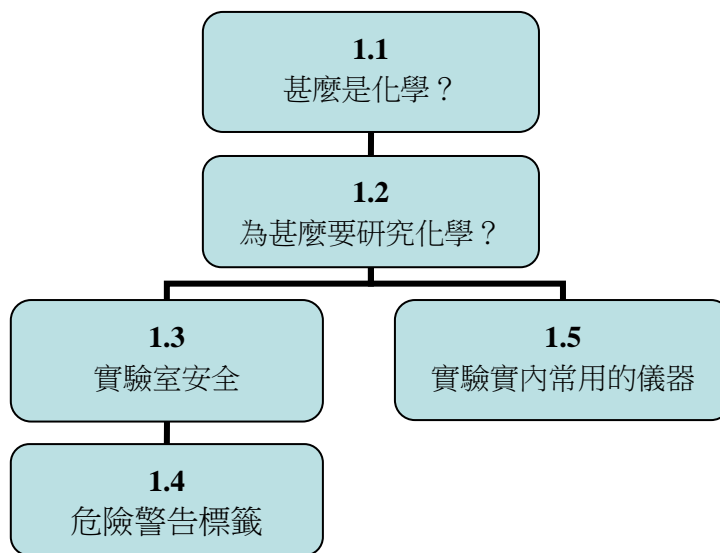 1.1
甚麼是化學？
1.2
為甚麼要研究化學？
1.3
實驗室安全
1.5
實驗實內常用的儀器
1.4
危險警告標籤